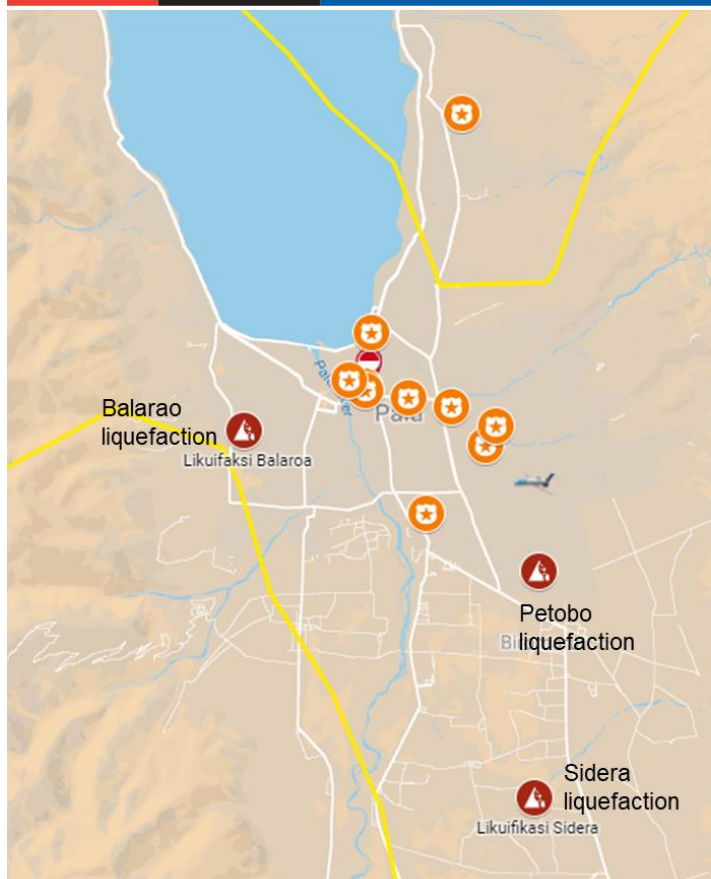 Palu
Balarao
liquefaction
Likuifaksi Balaroa
Petobo
liquefaction
Sidera
liquefaction
Likuifikasi Sidera